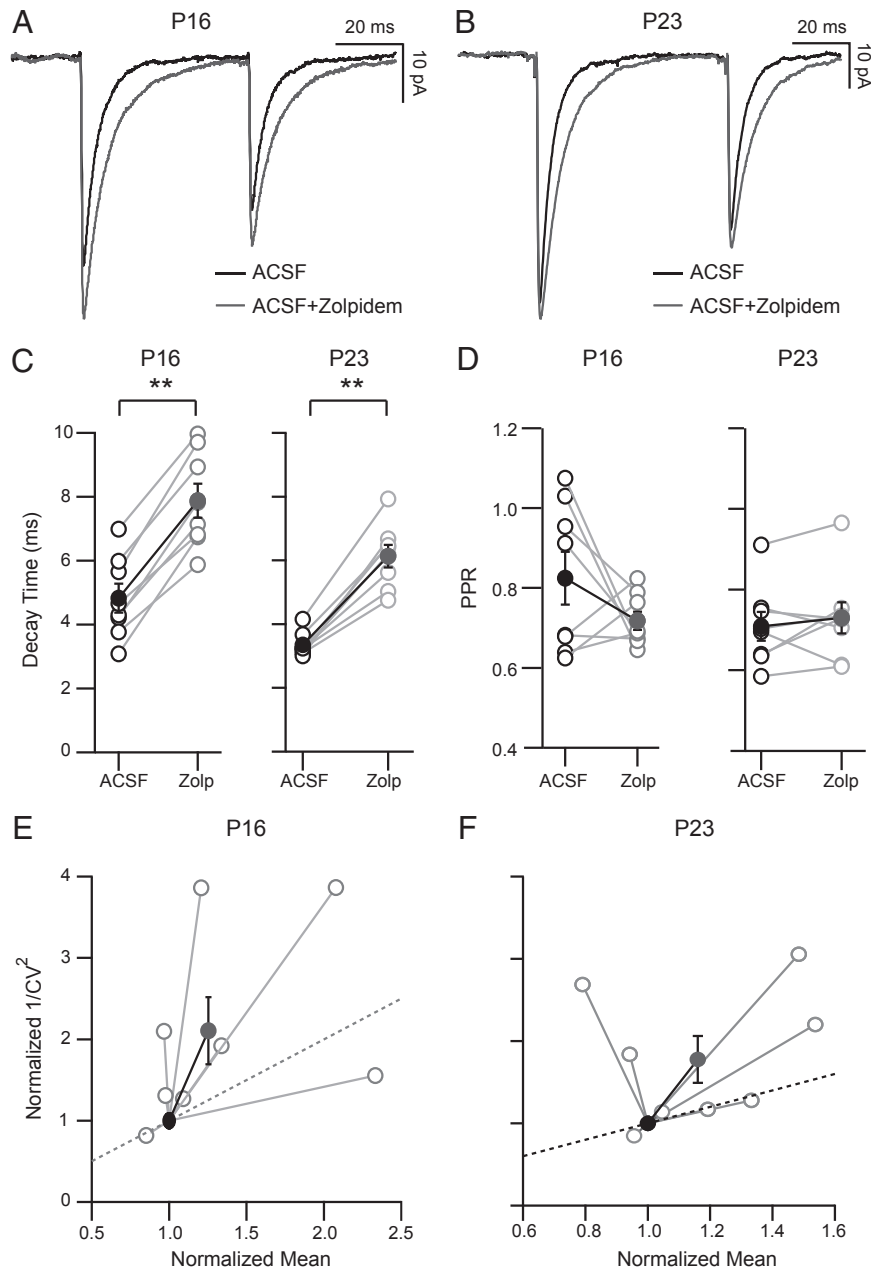 A
P16
20 ms
10 pA
ACSF
ACSF+Zolpidem
B
P23
20 ms
10 pA
ACSF
ACSF+Zolpidem
C
P16
**
P23
**
Decay Time (ms)
10
8
6
4
2
0
ACSF Zolp
ACSF Zolp
D
P16
P23
PPR
1.2
1.0
0.8
0.6
0.4
ACSF Zolp
ACSF Zolp
E
P16
Normalized 1/CV²
4
3
2
1
0
0.5 1.0 1.5 2.0 2.5
Normalized Mean
F
P23
0.6 0.8 1.0 1.2 1.4 1.6
Normalized Mean